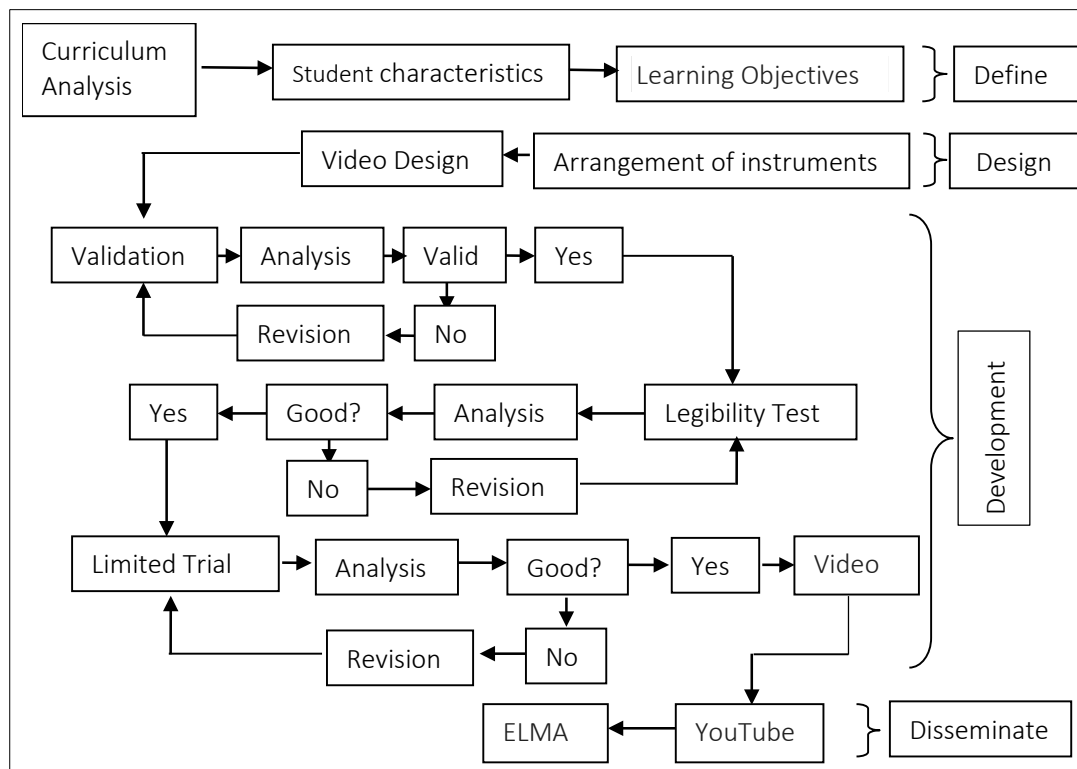 Curriculum
Analysis
Student characteristics
Learning Objectives
Define
Video Design
Arrangement of instruments
Design
Validation
Analysis
Valid
Yes
Revision
No
Development
Yes
Good?
Analysis
Legibility Test
No
Revision
Limited Trial
Analysis
Good?
Yes
Video
Revision
No
ELMA
YouTube
Disseminate